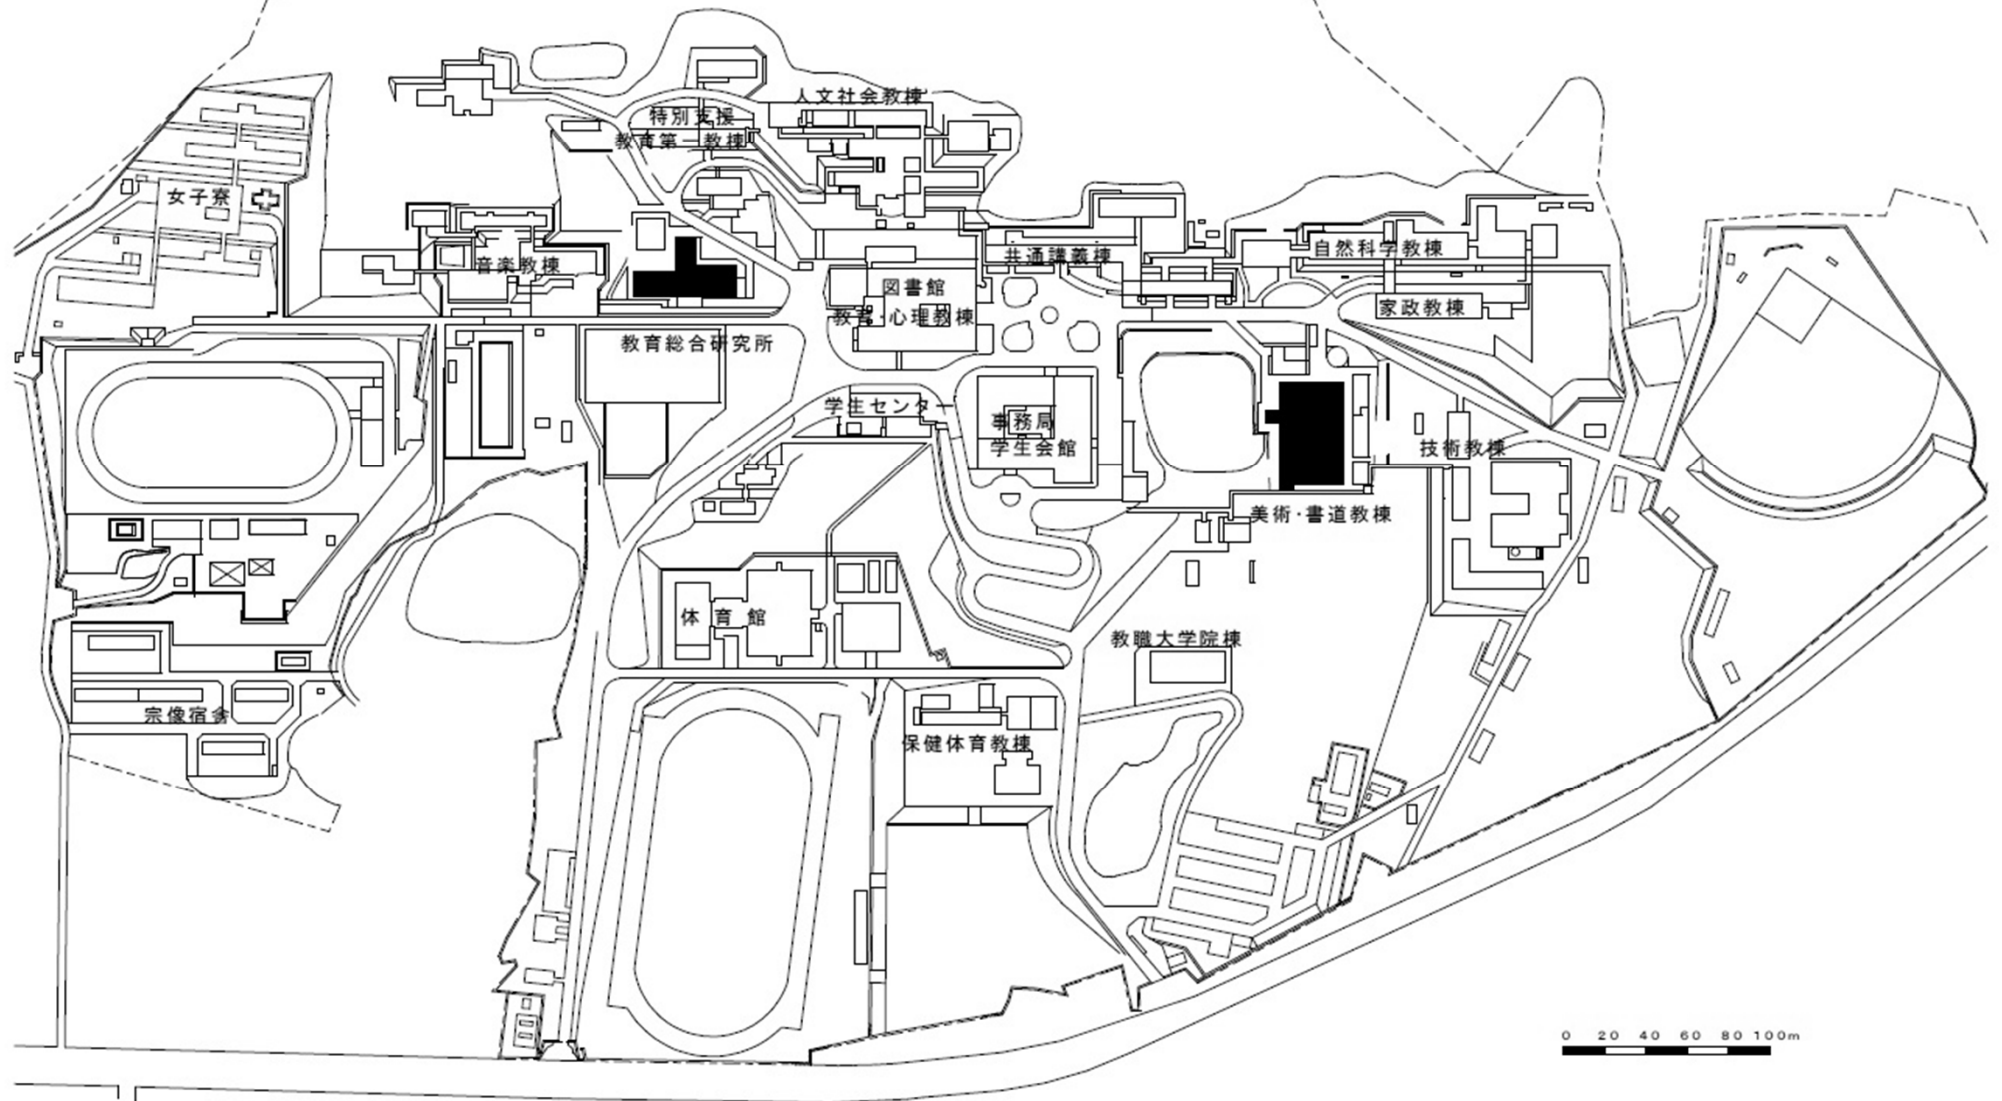 人文社会教棟
特別支援
教育第一教棟
女子寮
音楽教棟
共通講義棟
自然科学教棟
図書館
教育・心理教棟
家政教棟
教育総合研究所
学生センター
事務局
学生会館
技術教棟
美術・書道教棟
体育館
教職大学院棟
宗像宿舎
保健体育教棟
0 20 40 60 80 100m